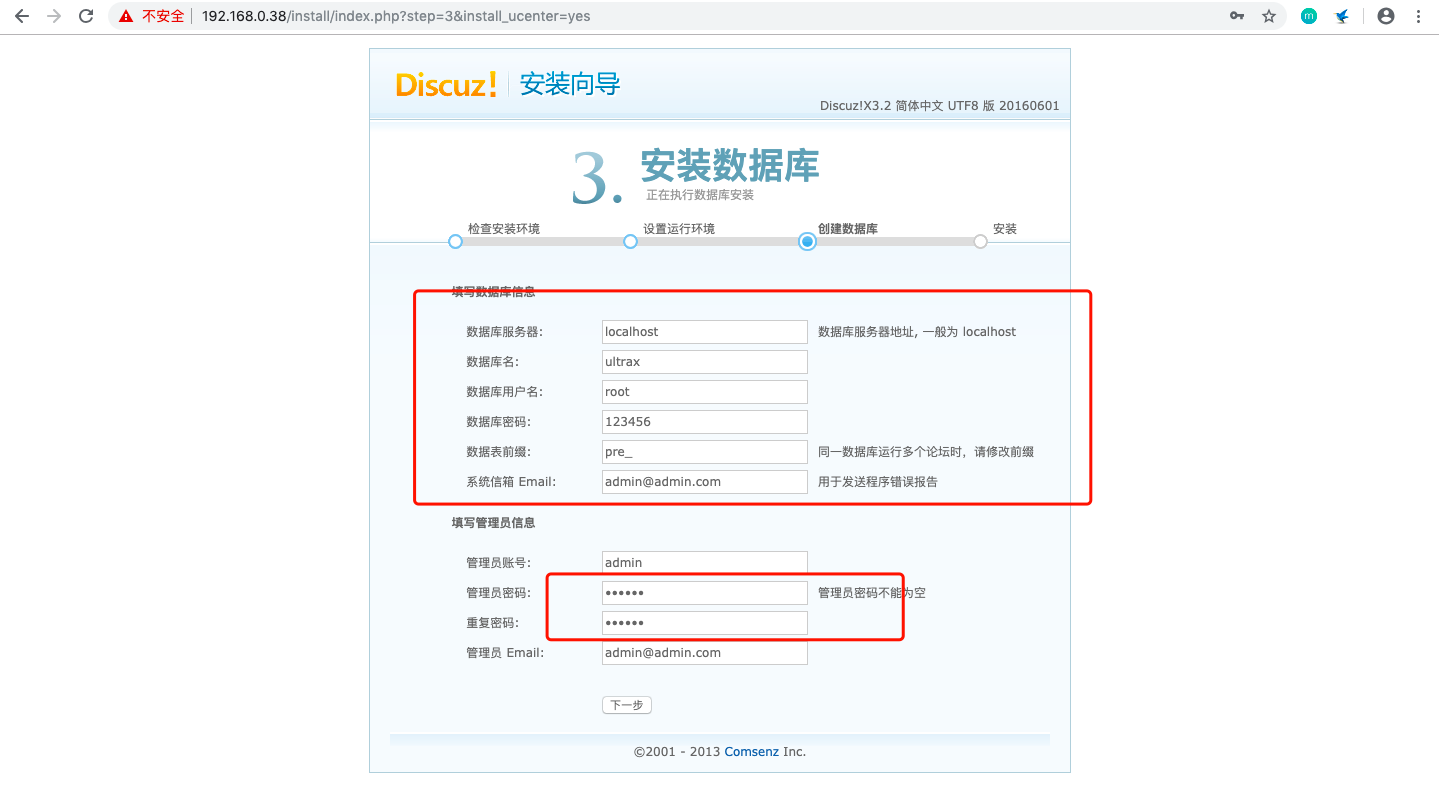 不安全 192.168.0.38/install/index.php?step=3&install_ucenter=yes
Discuz! 安装向导
Discuz!X3.2 简体中文 UTF8 版 20160601
3. 安装数据库
正在执行数据库安装
检查安装环境 设置运行环境 创建数据库 安装
填写数据库信息
数据库服务器: localhost 数据库服务器地址, 一般为 localhost
数据库名: ultrax
数据库用户名: root
数据库密码: 123456
数据表前缀: pre_ 同一数据库运行多个论坛时，请修改前缀
系统信箱 Email: admin@admin.com 用于发送程序错误报告
填写管理员信息
管理员账号: admin
管理员密码: •••••• 管理员密码不能为空
重复密码: ••••••
管理员 Email: admin@admin.com
下一步
©2001 - 2013 Comsenz Inc.